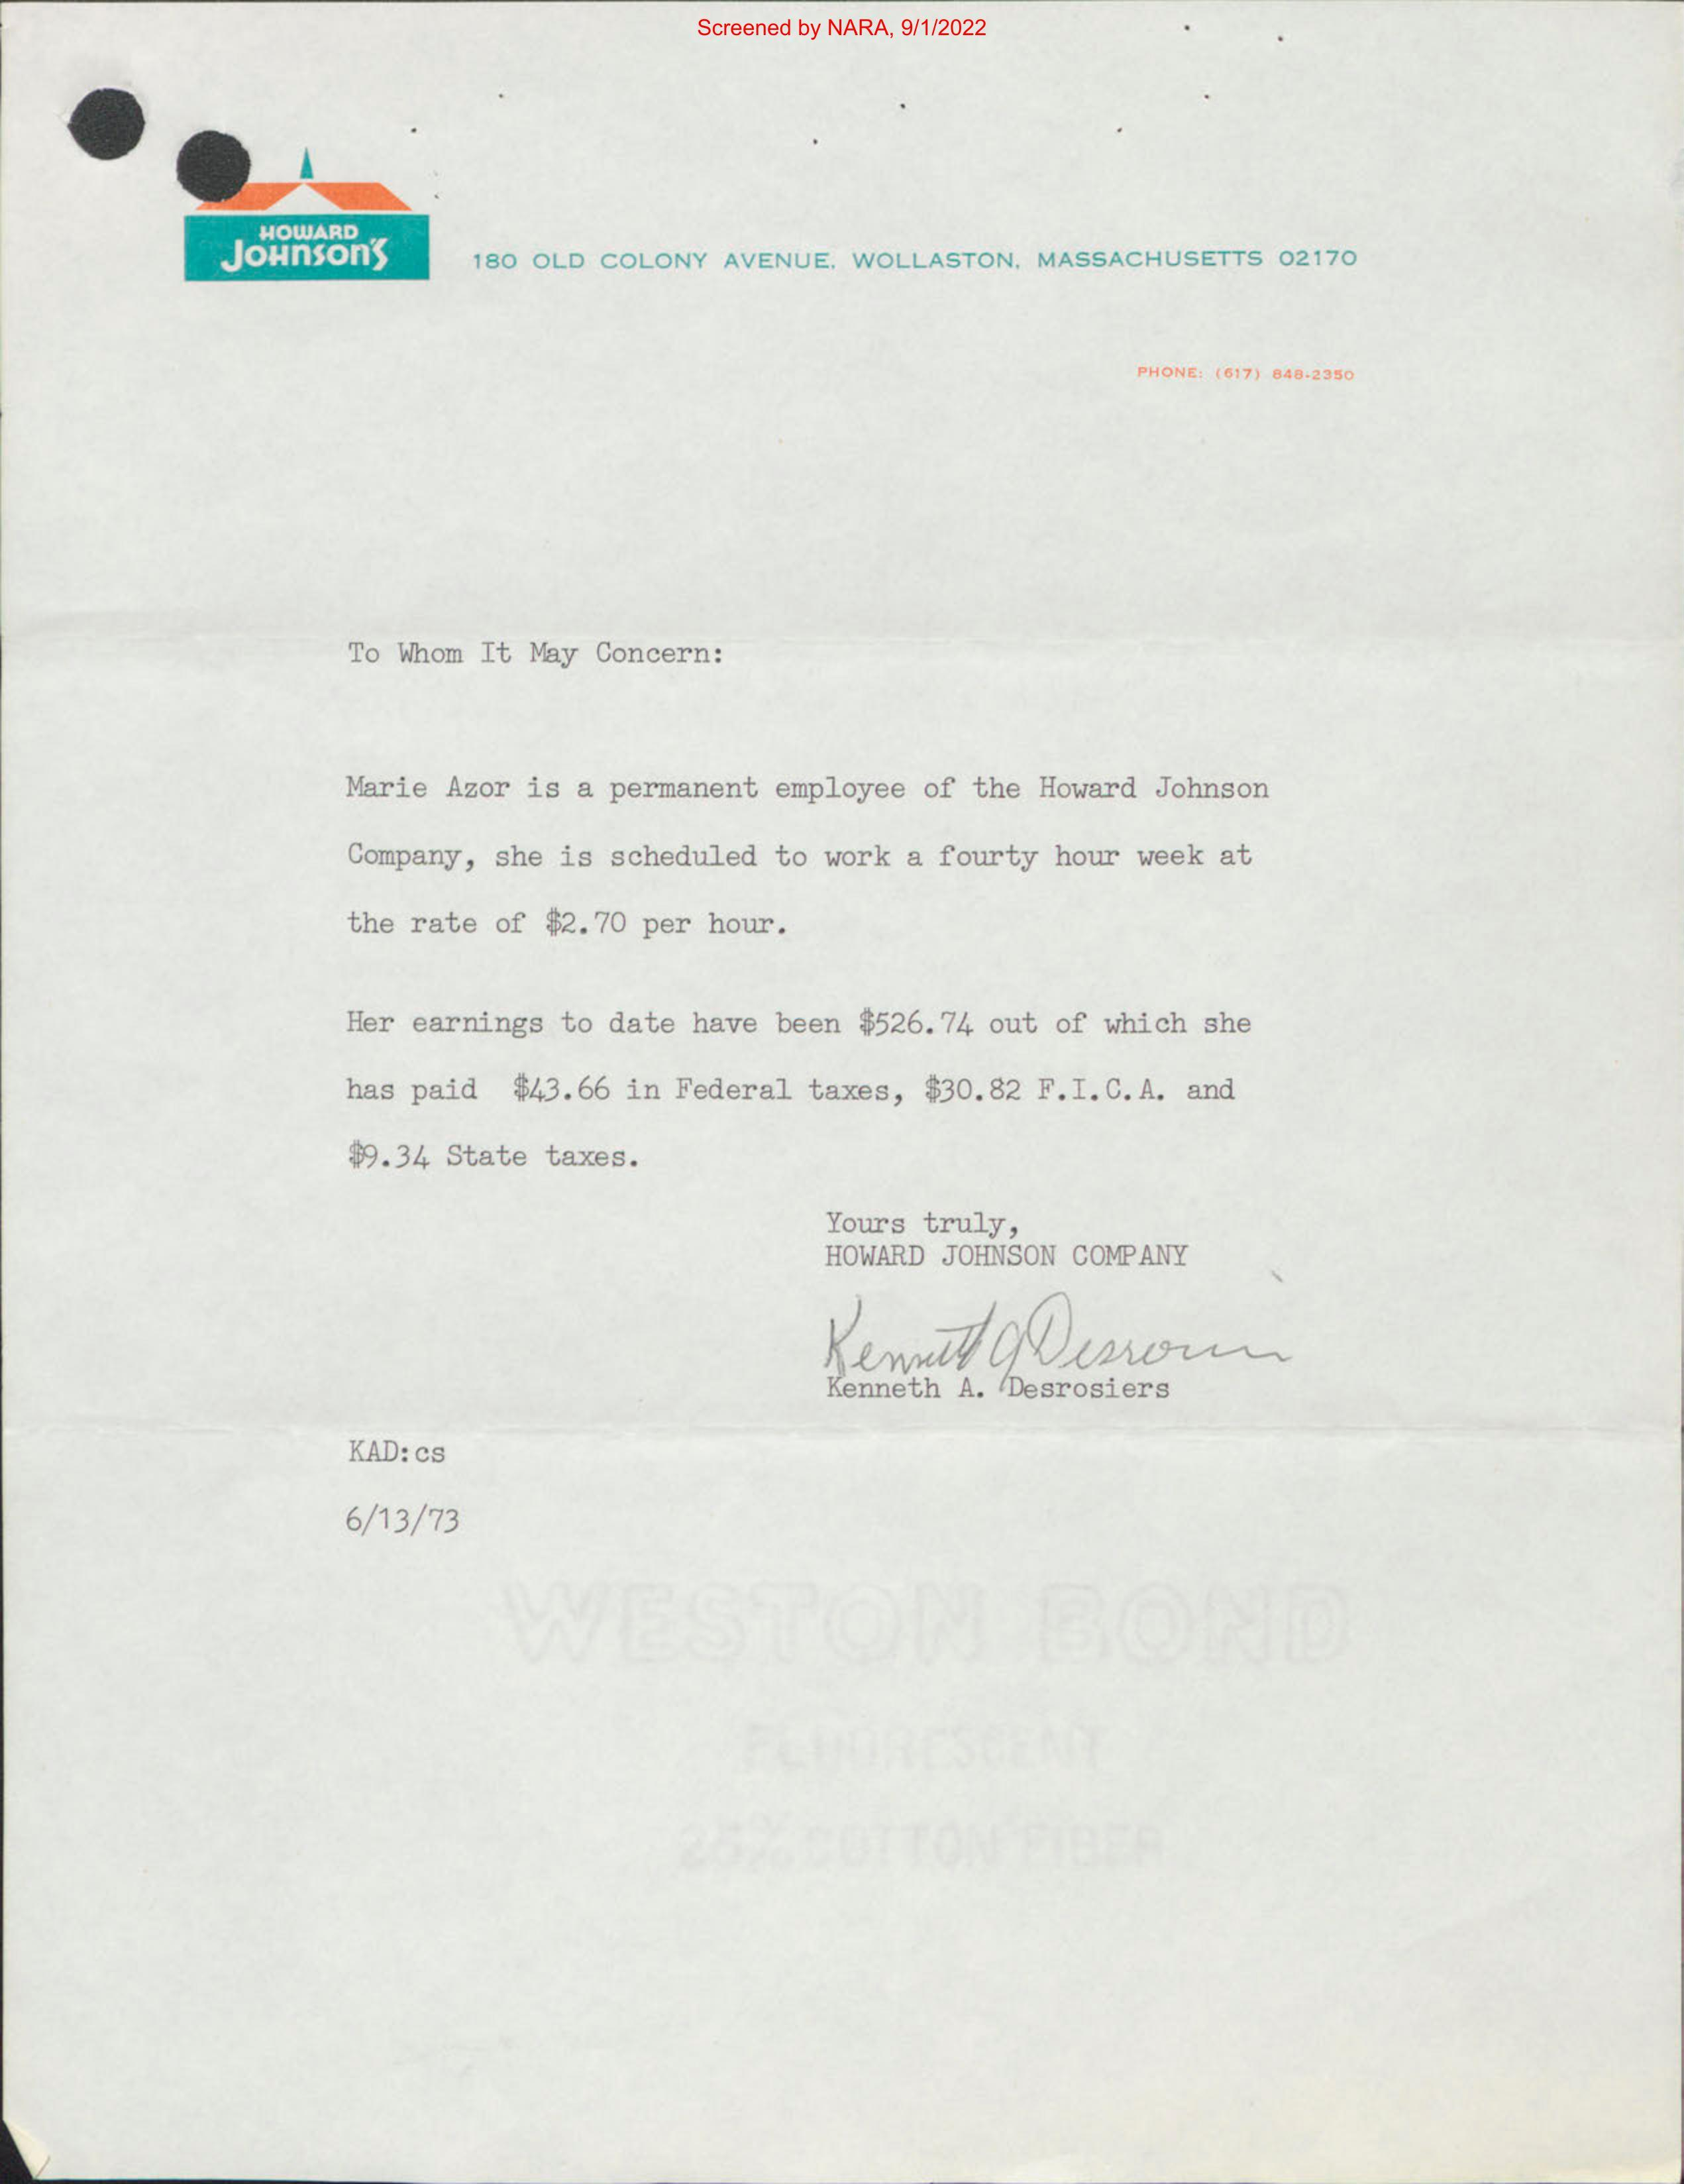 Screened by NARA, 9/1/2022
HOWARD
JOHNSON'S
180 OLD COLONY AVENUE, WOLLASTON, MASSACHUSETTS 02170
PHONE: (617) 848-2350
To Whom It May Concern:
Marie Azor is a permanent employee of the Howard Johnson
Company, she is scheduled to work a fourty hour week at
the rate of $2.70 per hour.
Her earnings to date have been $526.74 out of which she
has paid $43.66 in Federal taxes, $30.82 F.I.C.A. and
$9.34 State taxes.
Yours truly,
HOWARD JOHNSON COMPANY
Kenneth A Desrosiers
Kenneth A. Desrosiers
KAD:cs
6/13/73
WESTON BOND
FLUORESCENT
25% COTTON FIBER